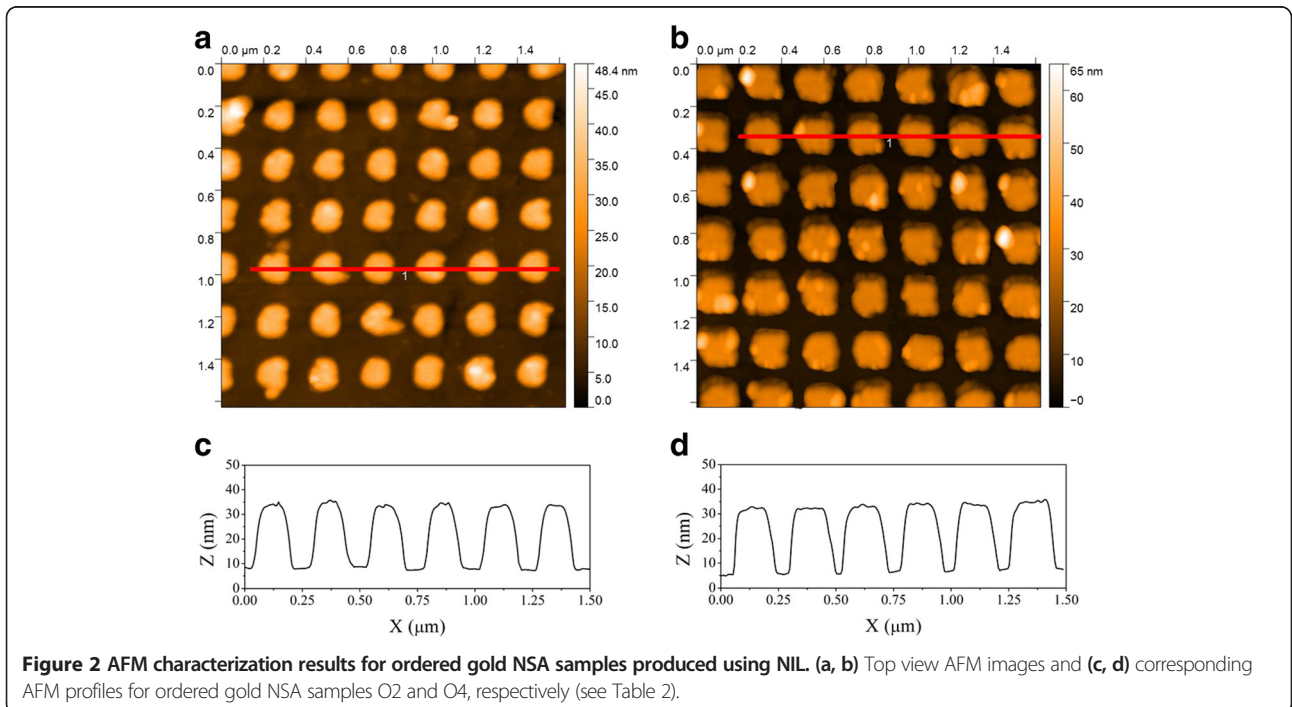 a
0.0 µm 0.2 0.4 0.6 0.8 1.0 1.2 1.4
0.0
0.2
0.4
0.6
0.8
1.0
1.2
1.4
48.4 nm
45.0
40.0
35.0
30.0
25.0
20.0
15.0
10.0
5.0
0.0
1
b
0.0 µm 0.2 0.4 0.6 0.8 1.0 1.2 1.4
0.0
0.2
0.4
0.6
0.8
1.0
1.2
1.4
65 nm
60
50
40
30
20
10
−0
1
c
50
40
30
20
10
0
Z (nm)
0.00 0.25 0.50 0.75 1.00 1.25 1.50
X (µm)
d
50
40
30
20
10
0
Z (nm)
0.00 0.25 0.50 0.75 1.00 1.25 1.50
X (µm)
Figure 2 AFM characterization results for ordered gold NSA samples produced using NIL. (a, b) Top view AFM images and (c, d) corresponding
AFM profiles for ordered gold NSA samples O2 and O4, respectively (see Table 2).